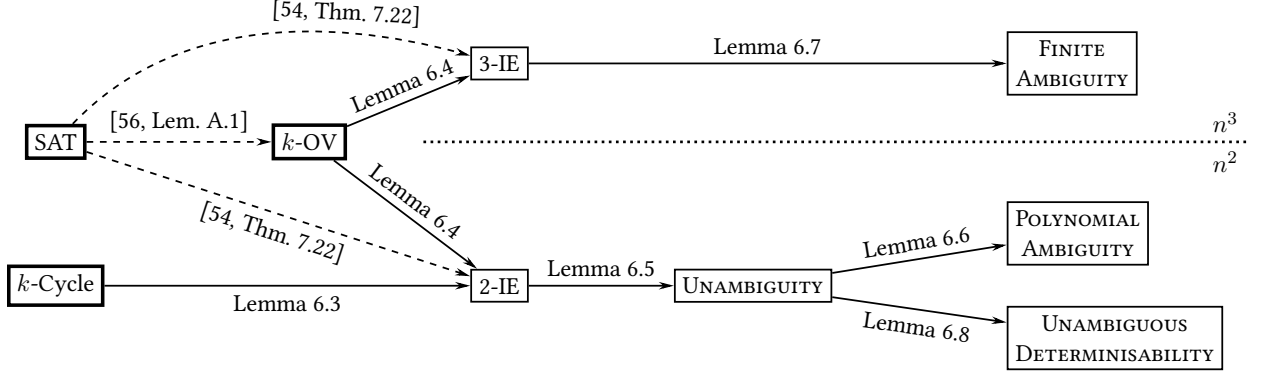 [54, Thm. 7.22]
3-IE
Lemma 6.7
FINITE
AMBIGUITY
Lemma 6.4
SAT
[56, Lem. A.1]
k-OV
n³
n²
Lemma 6.4
[54, Thm. 7.22]
k-Cycle
Lemma 6.3
2-IE
Lemma 6.5
UNAMBIGUITY
Lemma 6.6
POLYNOMIAL
AMBIGUITY
Lemma 6.8
UNAMBIGUOUS
DETERMINISABILITY